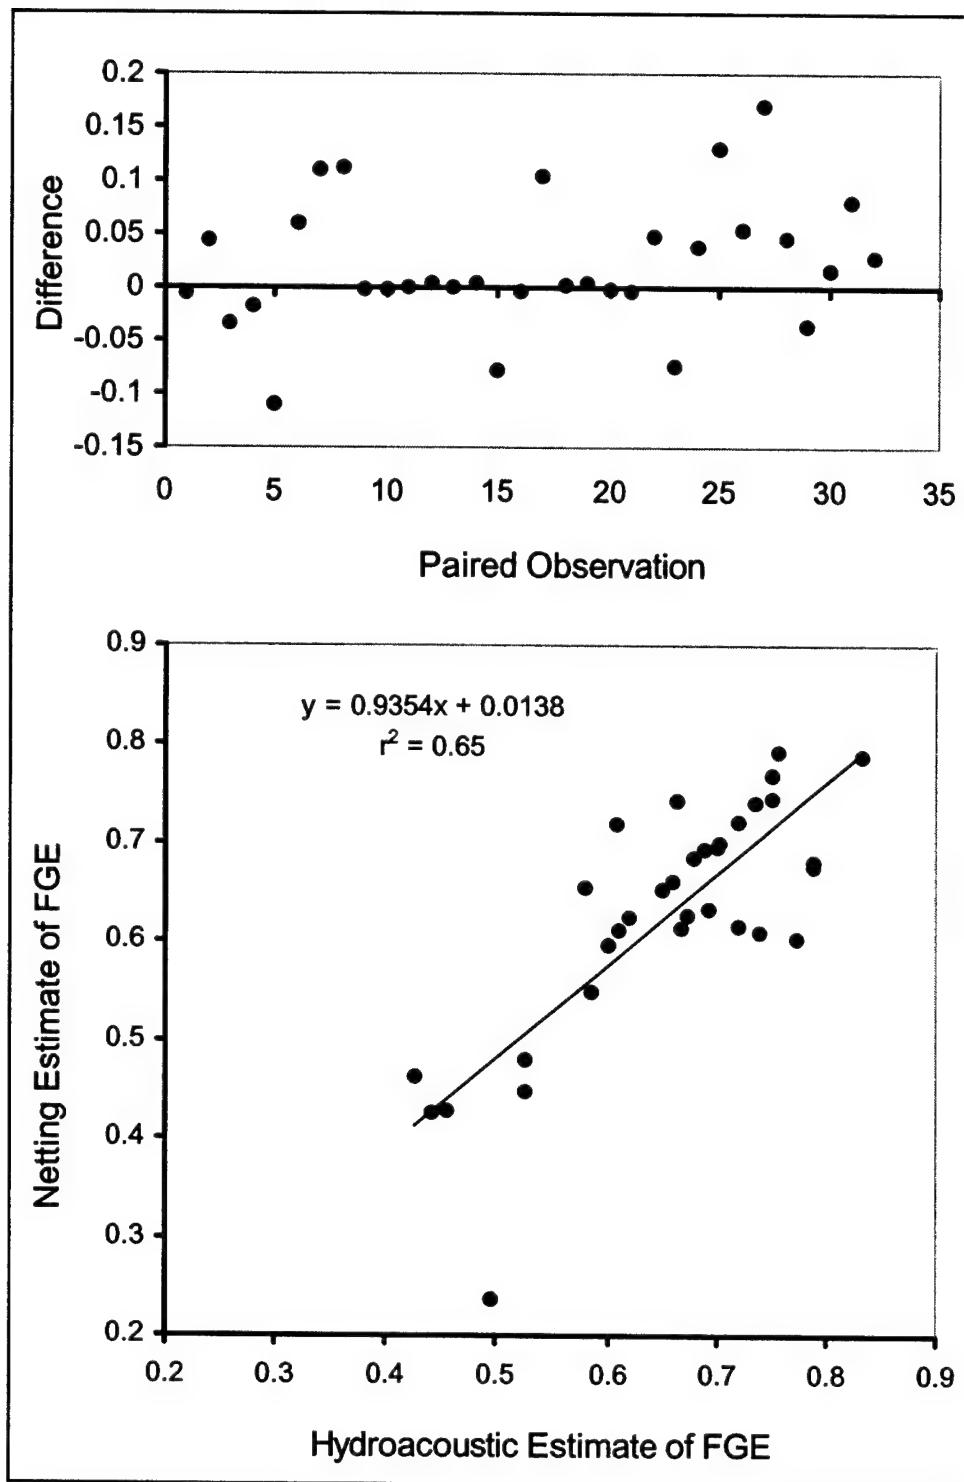 0.2
0.15
0.1
0.05
0
-0.05
-0.1
-0.15
Difference
0 5 10 15 20 25 30 35
Paired Observation
0.9
0.8
0.7
0.6
0.5
0.4
0.3
0.2
Netting Estimate of FGE
y = 0.9354x + 0.0138
r² = 0.65
0.2 0.3 0.4 0.5 0.6 0.7 0.8 0.9
Hydroacoustic Estimate of FGE